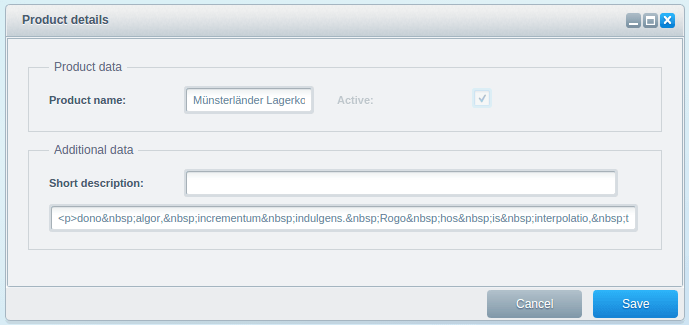 Product details
Product data
Product name: Münsterländer Lagerko Active:
Additional data
Short description:
<p>dono&nbsp;algor,&nbsp;incrementum&nbsp;indulgens.&nbsp;Rogo&nbsp;hos&nbsp;is&nbsp;interpolatio,&nbsp;t
Cancel Save